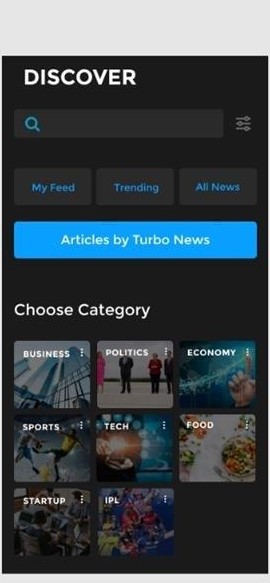 DISCOVER
My Feed Trending All News
Articles by Turbo News
Choose Category
BUSINESS POLITICS ECONOMY
SPORTS TECH FOOD
STARTUP IPL